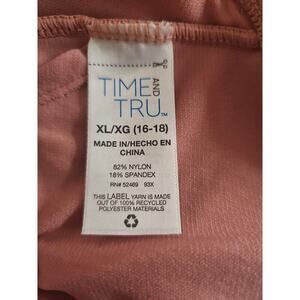 TIME AND
TRU™
XL/XG (16-18)
MADE IN/HECHO EN
CHINA
82% NYLON
18% SPANDEX
RN# 52469 93X
THIS LABEL YARN IS MADE
OUT OF 100% RECYCLED
POLYESTER MATERIALS